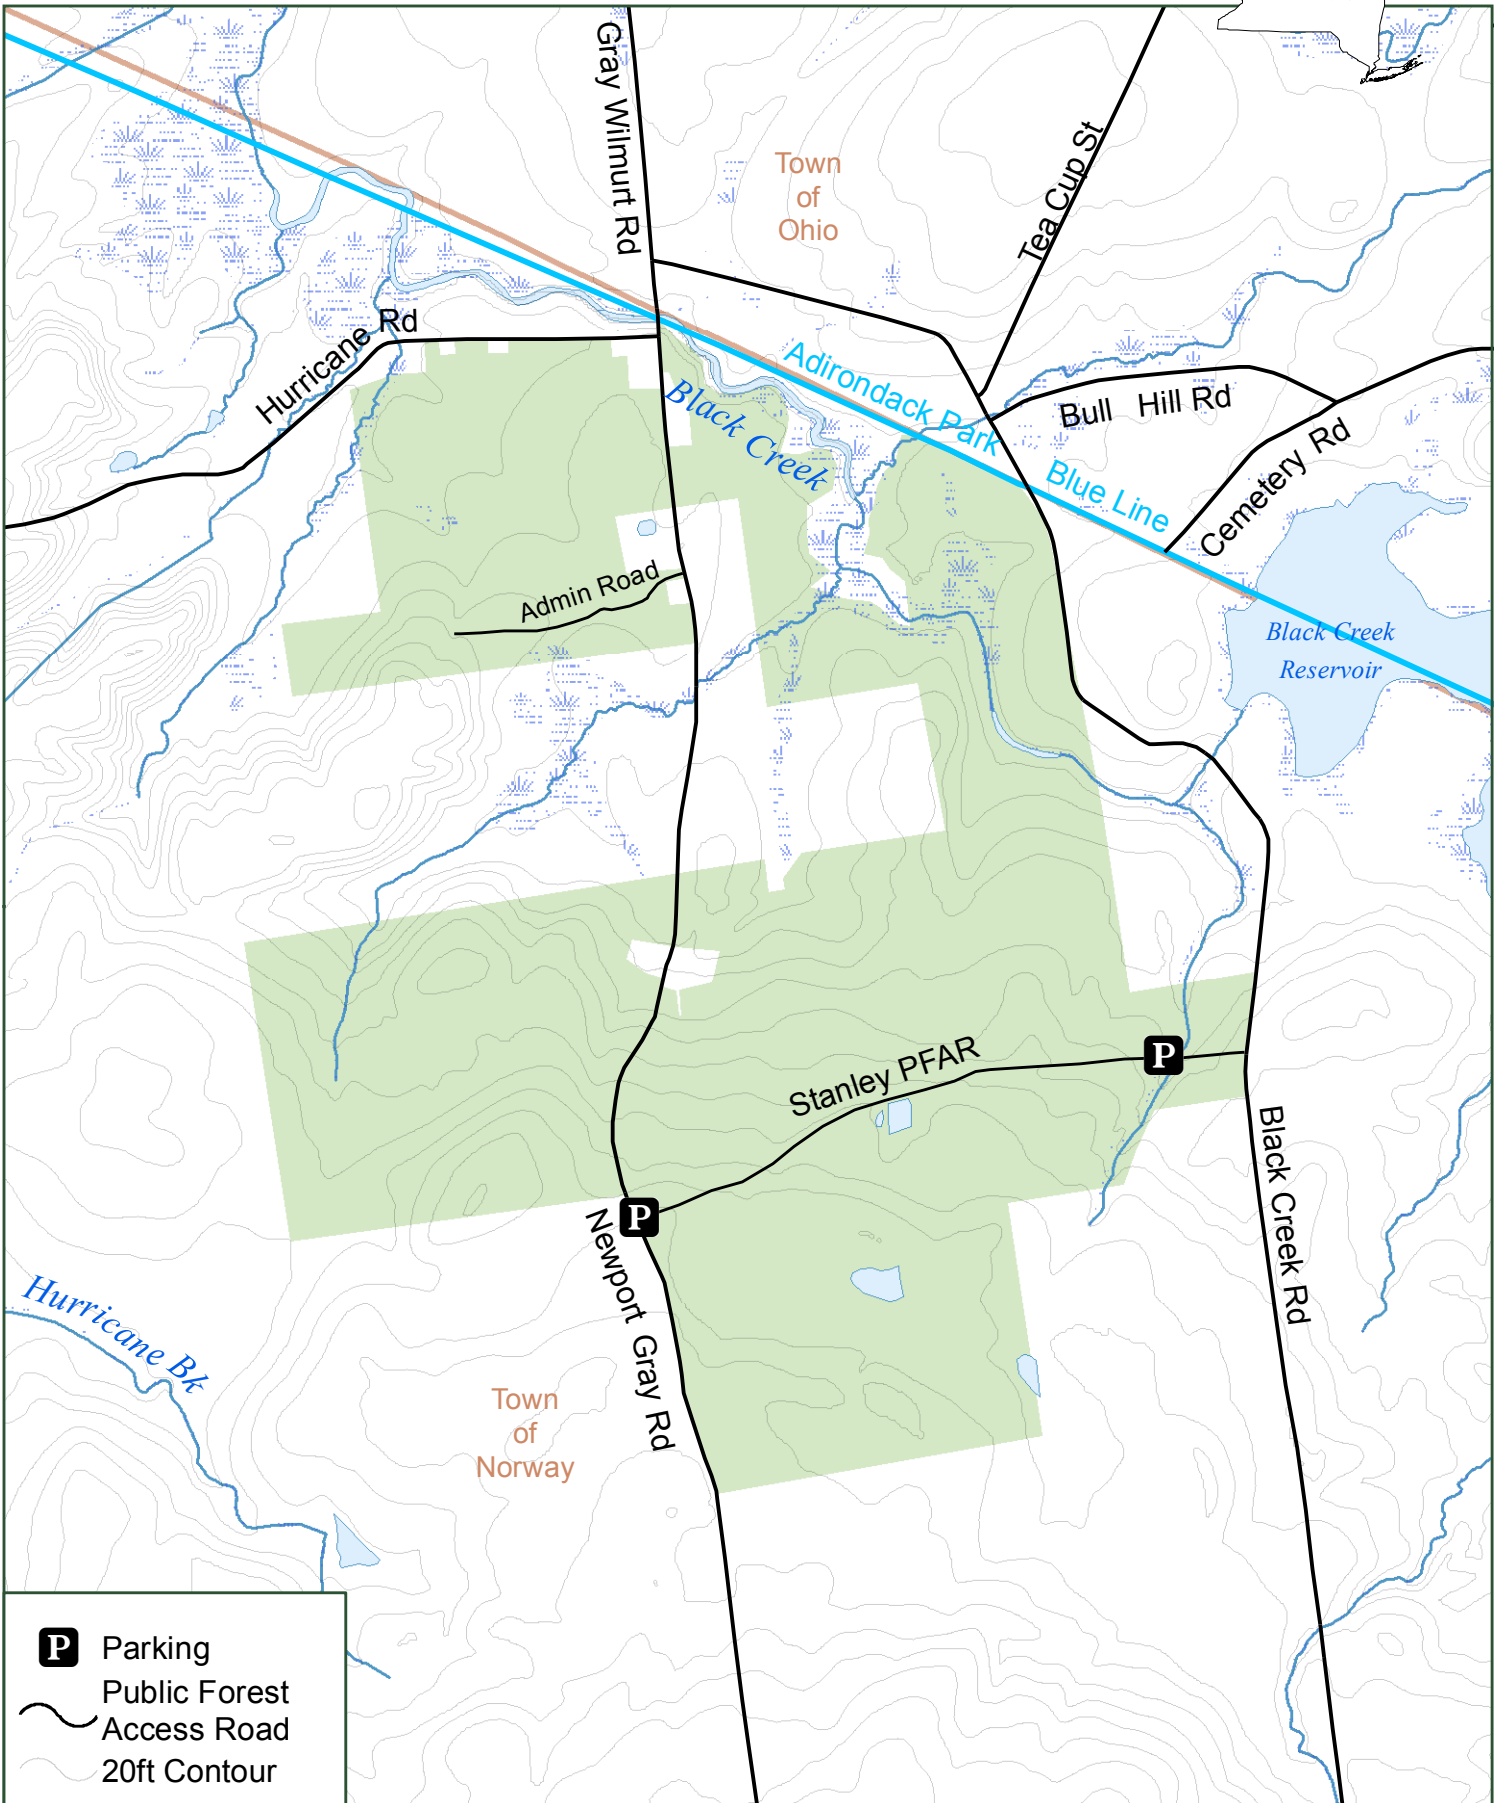 Gray Wilmurt Rd
Tea Cup St
Town
of
Ohio
Hurricane Rd
Adirondack Park
Blue Line
Black Creek
Bull Hill Rd
Cemetery Rd
Admin Road
Black Creek
Reservoir
Stanley PFAR
P
P
Black Creek Rd
Newport Gray Rd
Hurricane Bk
Town
of
Norway
P Parking
Public Forest
Access Road
20ft Contour